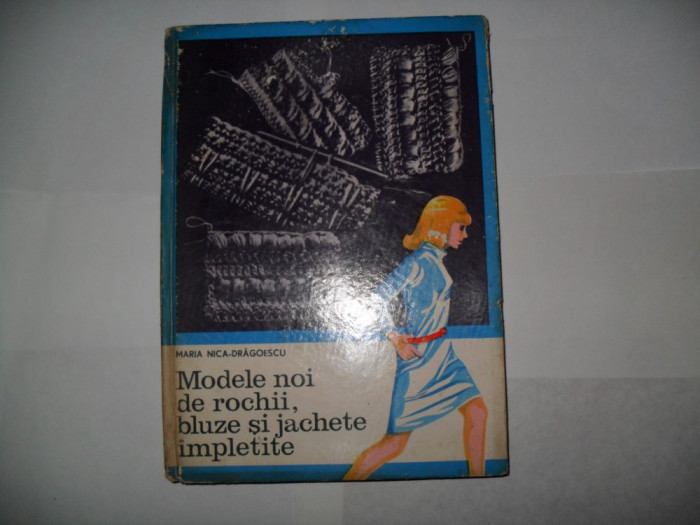 MARIA NICA-DRĂGOESCU
Modele noi
de rochii,
bluze și jachete
impletite